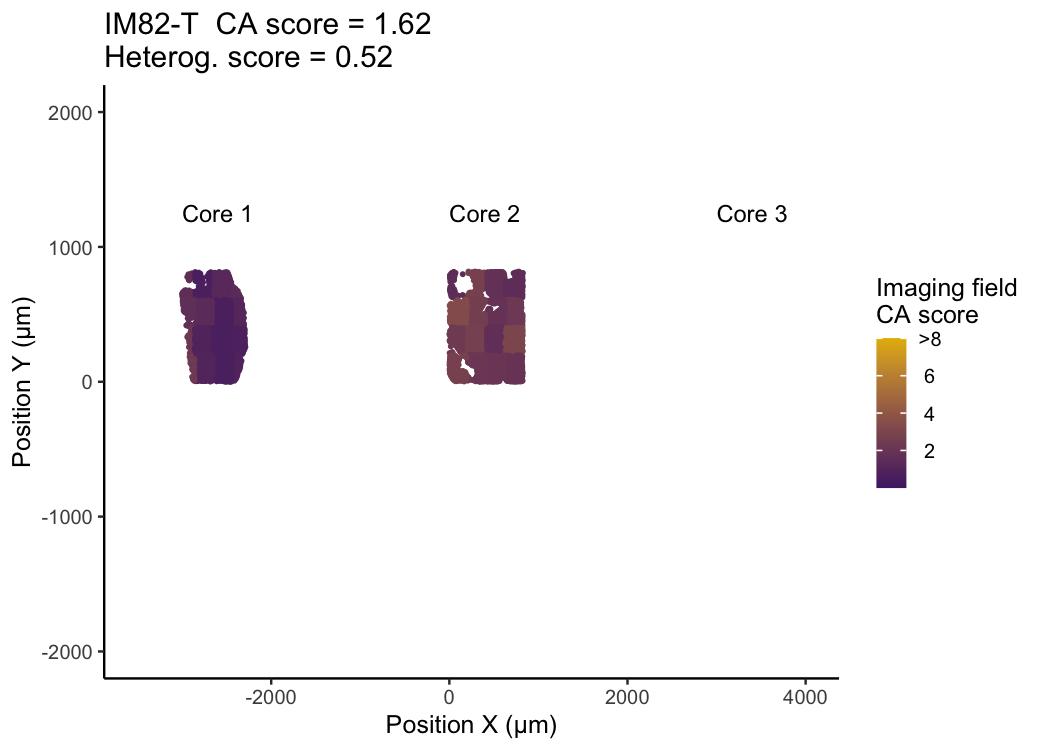 IM82-T  CA score = 1.62
Heterog. score = 0.52
Position Y (µm)
2000
1000
0
-1000
-2000
Core 1
Core 2
Core 3
-2000
0
2000
4000
Position X (µm)
Imaging field
CA score
>8
6
4
2